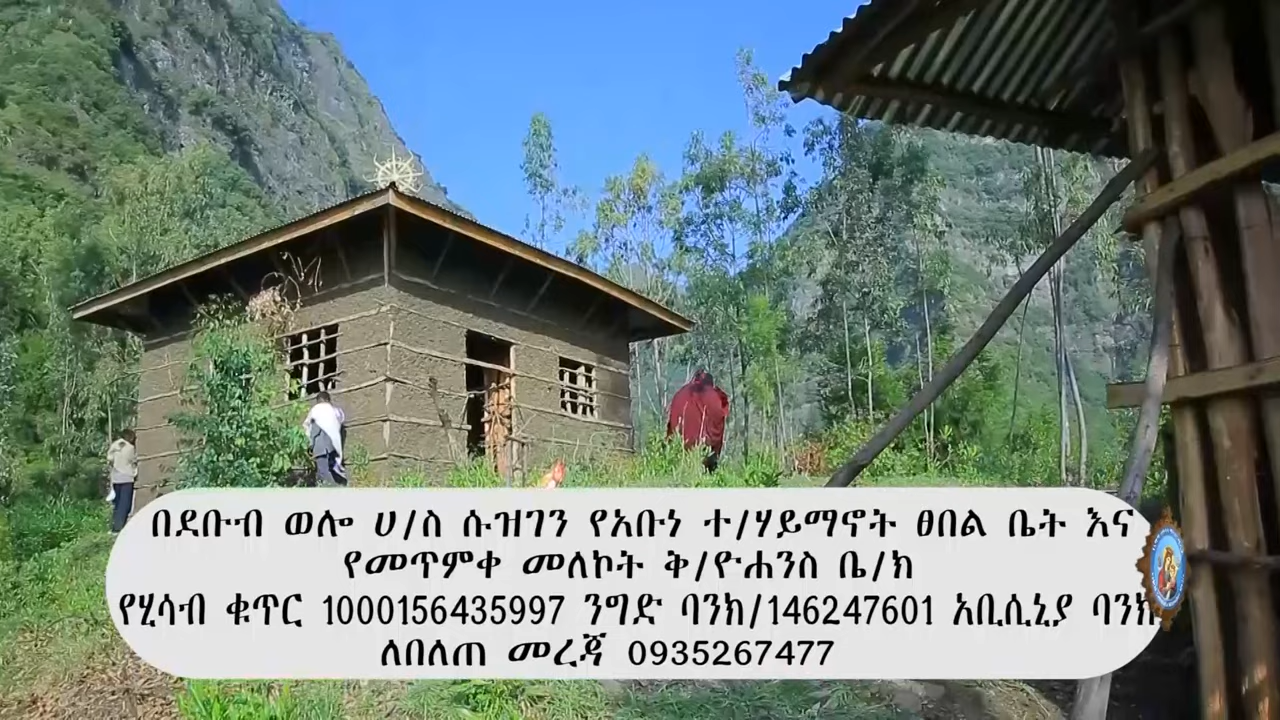 በደቡብ ወሎ ሀ/ስ ሱዝገን የአቡነ ተ/ሃይማኖት ፀበል ቤት እና
የመጥምቀ መለኮት ቅ/ዮሐንስ ቤ/ክ
የሂሳብ ቁጥር 1000156435997 ንግድ ባንክ/146247601 አቢሲኒያ ባንክ
ለበለጠ መረጃ 0935267477